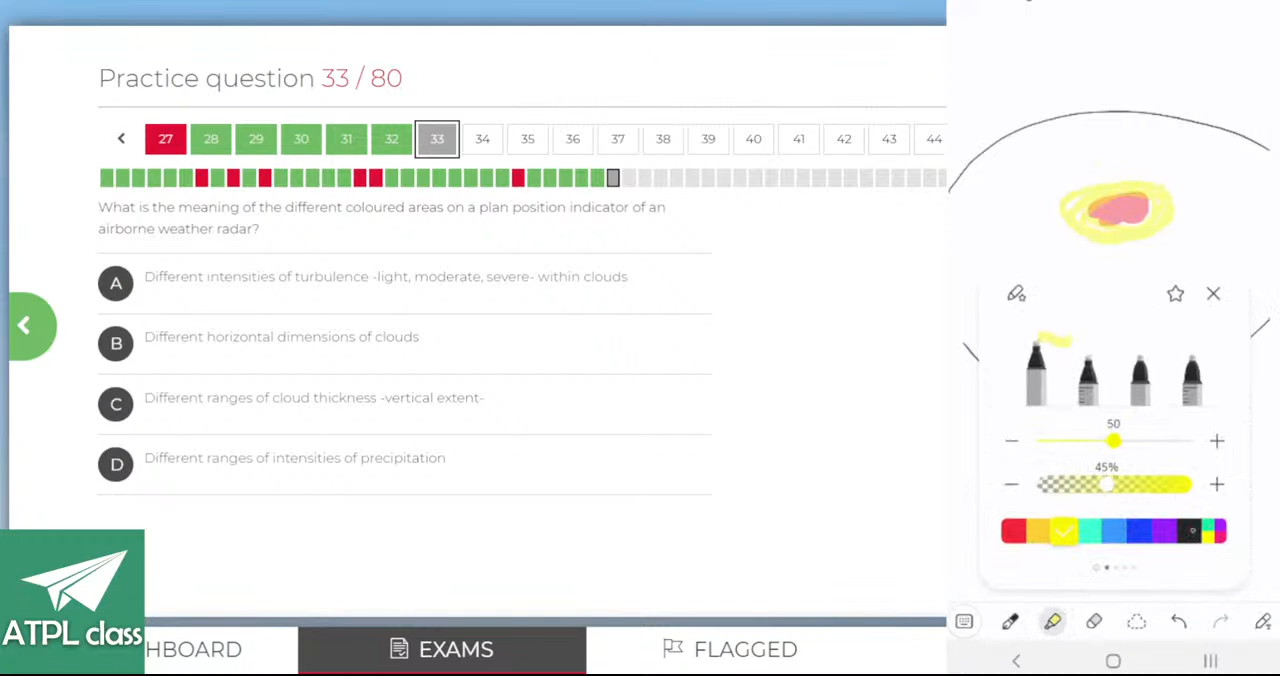 Practice question 33 / 80
27 28 29 30 31 32 33 34 35 36 37 38 39 40 41 42 43 44
What is the meaning of the different coloured areas on a plan position indicator of an
airborne weather radar?
A Different intensities of turbulence -light, moderate, severe- within clouds
B Different horizontal dimensions of clouds
C Different ranges of cloud thickness -vertical extent-
D Different ranges of intensities of precipitation
50
45%
ATPL class
HBOARD
EXAMS
FLAGGED